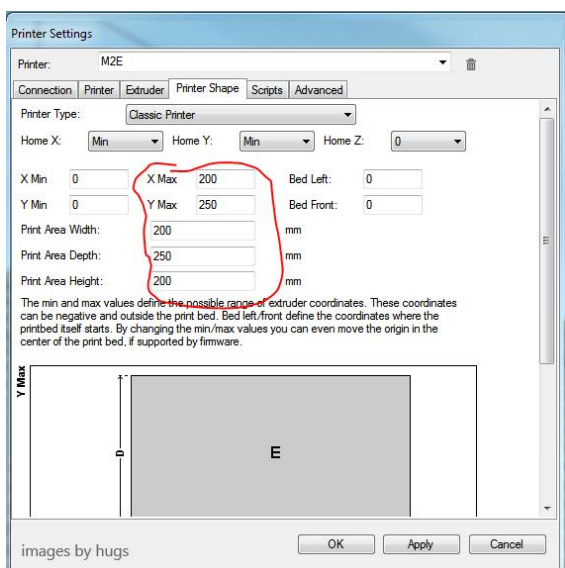 Printer Settings
Printer: M2E
Connection Printer Extruder Printer Shape Scripts Advanced
Printer Type: Classic Printer
Home X: Min Home Y: Min Home Z: 0
X Min 0 X Max 200 Bed Left: 0
Y Min 0 Y Max 250 Bed Front: 0
Print Area Width: 200 mm
Print Area Depth: 250 mm
Print Area Height: 200 mm
The min and max values define the possible range of extruder coordinates. These coordinates
can be negative and outside the print bed. Bed left/front define the coordinates where the
printbed itself starts. By changing the min/max values you can even move the origin in the
center of the print bed, if supported by firmware.
Y Max
D
E
images by hugs
OK Apply Cancel